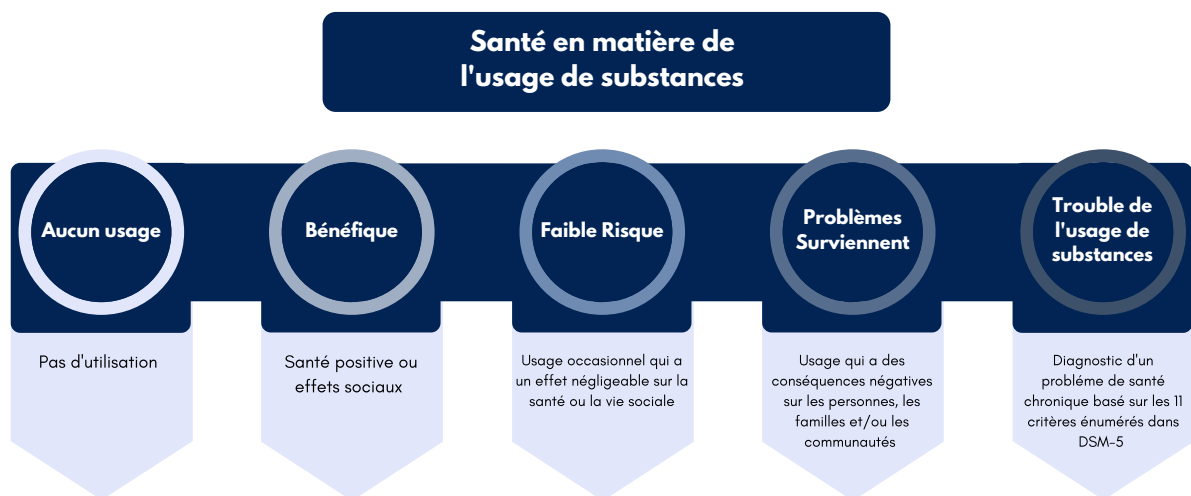 Santé en matière de
l'usage de substances
Aucun usage
Bénéfique
Faible Risque
Problèmes
Surviennent
Trouble de
l'usage de
substances
Pas d'utilisation
Santé positive ou
effets sociaux
Usage occasionnel qui a
un effet négligeable sur la
santé ou la vie sociale
Usage qui a des
conséquences négatives
sur les personnes, les
familles et/ou les
communautés
Diagnostic d'un
probléme de santé
chronique basé sur les 11
critères énumérés dans
DSM-5